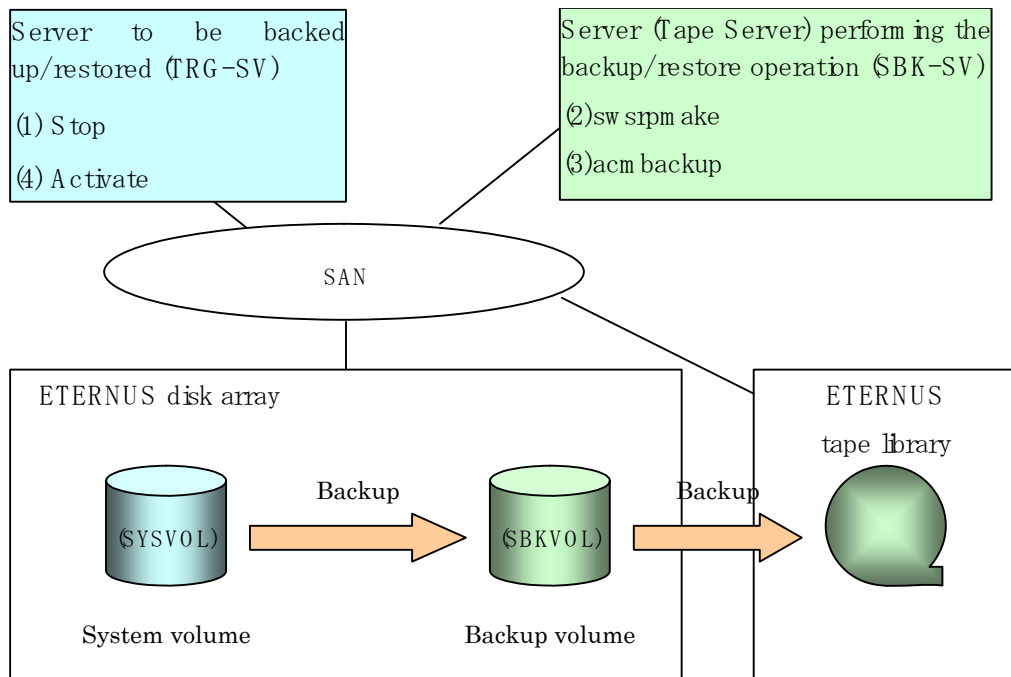 Server to be backed
up/restored (TRG-SV)
(1) Stop
(4) Activate
Server (Tape Server) performing the
backup/restore operation (SBK-SV)
(2)swsrpmake
(3)acmbackup
SAN
ETERNUS disk array
(SYSVOL)
Backup
(SBKVOL)
Backup
System volume
Backup volume
ETERNUS
tape library